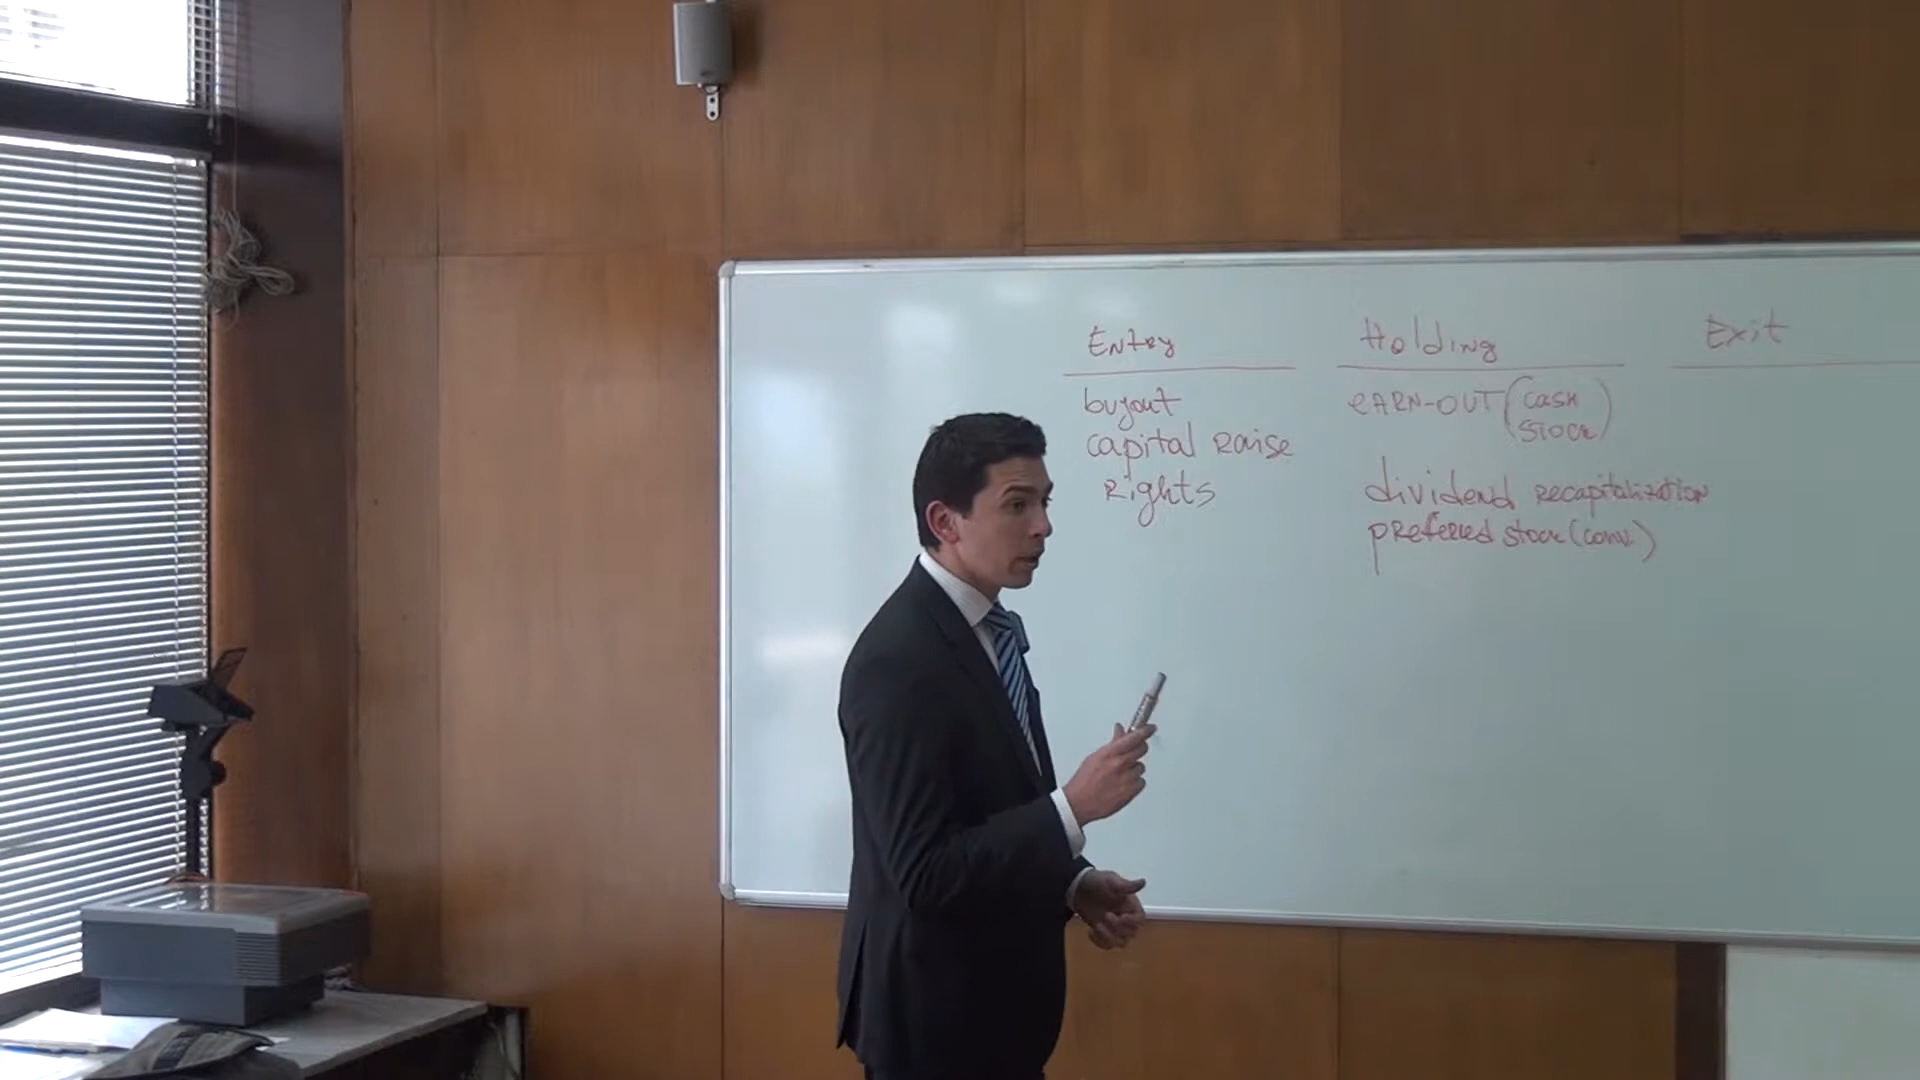 Entry
buyout
capital raise
Rights
Holding
eARN-OUT (cash
stock)
dividend recapitalization
preferred stock (conv.)
Exit